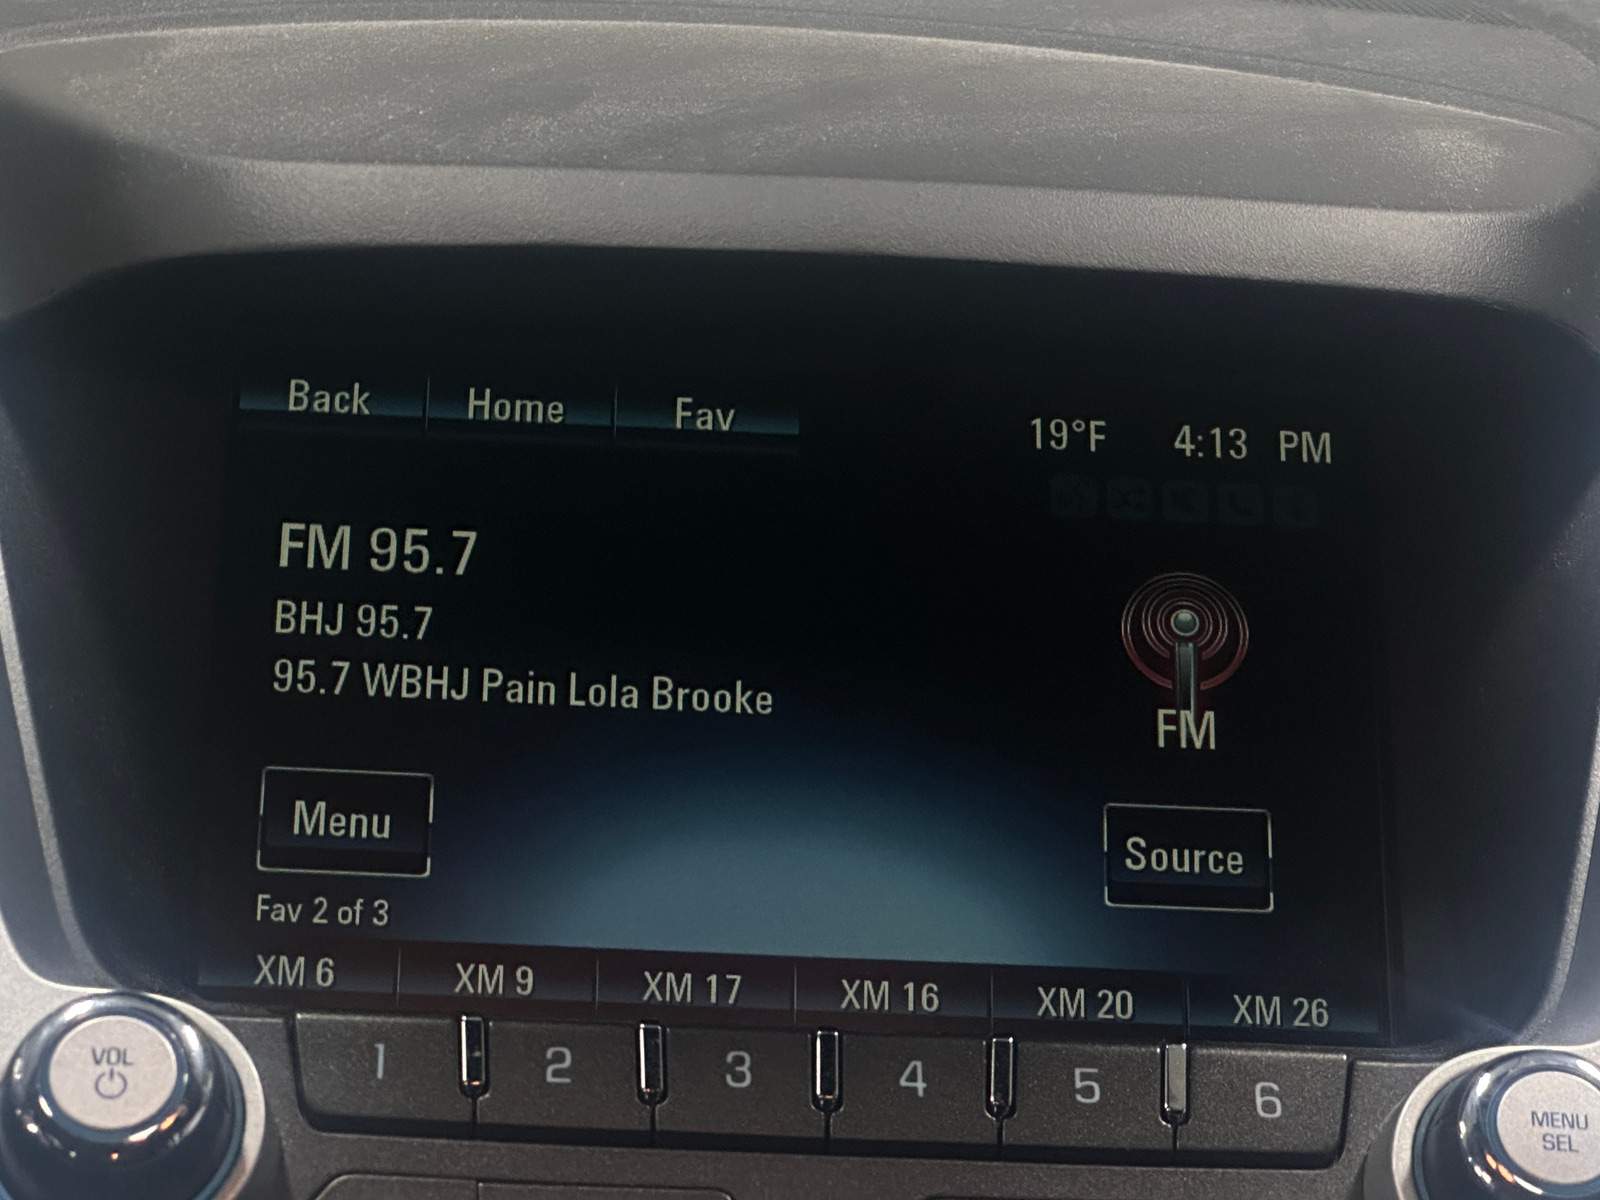 Back Home Fav
19°F 4:13 PM
FM 95.7
BHJ 95.7
95.7 WBHJ Pain Lola Brooke
FM
Menu
Source
Fav 2 of 3
XM 6 XM 9 XM 17 XM 16 XM 20 XM 26
1 2 3 4 5 6
VOL
MENU
SEL